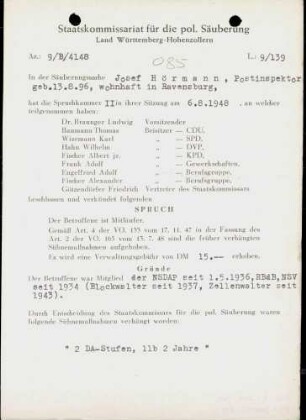 Staatskommissariat für die pol. Säuberung
Land Württemberg-Hohenzollern
Az.: 9/B/4148
085
L: 9/139
In der Säuberungssache Josef Hörmann, Postinspektor
geb.13.8.96, wohnhaft in Ravensburg,
hat die Spruchkammer II in ihrer Sitzung am 6.8.1948 , an welcher
teilgenommen haben:
Dr. Ludwig Vorsitzender
Baumann Thomas Beisitzer — CDU,
Wizemann Karl „ — SPD,
Hahn Wilhelm „ — DVP,
Fischer Albert jr. „ — KPD,
Frank Adolf „ — Gewerkschaften,
Engelfried Adolf „ — Berufsgruppe,
Fischer Alexander „ — Berufsgruppe,
Götzendörfer Friedrich Vertreter des Staatskommissars
beschlossen und verkündet folgenden
SPRUCH
Der Betroffene ist Mitläufer.
Gemäß Art. 4 der VO. 133 vom 17. 11. 47 in der Fassung des
Art. 2 der VO. 165 vom 13. 7. 48 sind die früher verhängten
Sühnemaßnahmen aufgehoben.
Es wird eine Verwaltungsgebühr von DM 15.— erhoben.
Gründe
Der Betroffene war Mitglied der NSDAP seit 1.5.1936, RBdB, NSV
seit 1934 (Blockwalter seit 1937, Zellenwalter seit
1943).
Durch Entscheidung des Staatskommissars für die pol. Säuberung waren
folgende Sühnemaßnahmen verhängt worden:
" 2 DA-Stufen, 11b 2 Jahre "